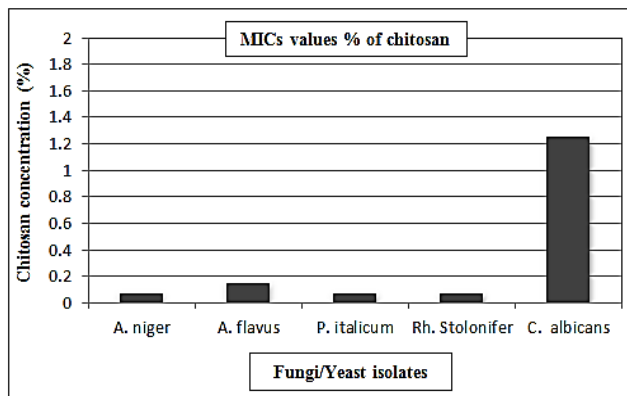 MICs values % of chitosan
Chitosan concentration (%)
2
1.8
1.6
1.4
1.2
1
0.8
0.6
0.4
0.2
0
A. niger
A. flavus
P. italicum
Rh. Stolonifer
C. albicans
Fungi/Yeast isolates